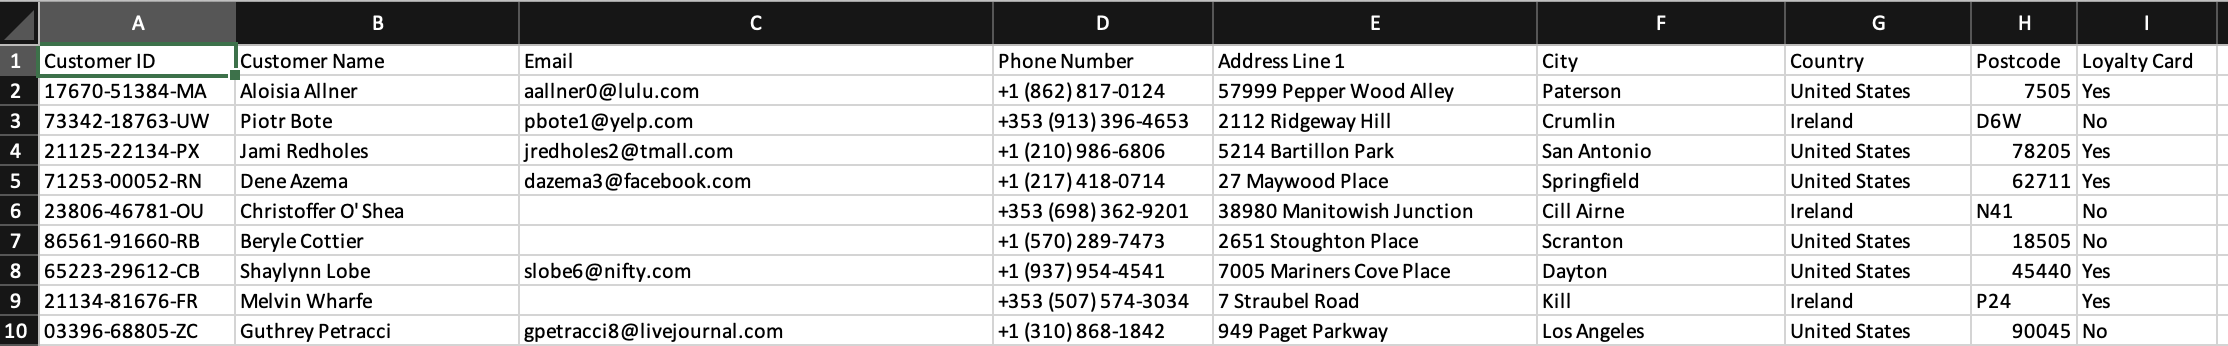 A B C D E F G H I
1 Customer ID Customer Name Email Phone Number Address Line 1 City Country Postcode Loyalty Card
2 17670-51384-MA Aloisia Allner aallner0@lulu.com +1 (862) 817-0124 57999 Pepper Wood Alley Paterson United States 7505 Yes
3 73342-18763-UW Piotr Bote pbote1@yelp.com +353 (913) 396-4653 2112 Ridgeway Hill Crumlin Ireland D6W No
4 21125-22134-PX Jami Redholes jredholes2@tmall.com +1 (210) 986-6806 5214 Bartillon Park San Antonio United States 78205 Yes
5 71253-00052-RN Dene Azema dazema3@facebook.com +1 (217) 418-0714 27 Maywood Place Springfield United States 62711 Yes
6 23806-46781-OU Christoffer O' Shea +353 (698) 362-9201 38980 Manitowish Junction Cill Airne Ireland N41 No
7 86561-91660-RB Beryle Cottier +1 (570) 289-7473 2651 Stoughton Place Scranton United States 18505 No
8 65223-29612-CB Shaylynn Lobe slobe6@nifty.com +1 (937) 954-4541 7005 Mariners Cove Place Dayton United States 45440 Yes
9 21134-81676-FR Melvin Wharfe +353 (507) 574-3034 7 Straubel Road Kill Ireland P24 Yes
10 03396-68805-ZC Guthrey Petracci gpetracci8@livejournal.com +1 (310) 868-1842 949 Paget Parkway Los Angeles United States 90045 No